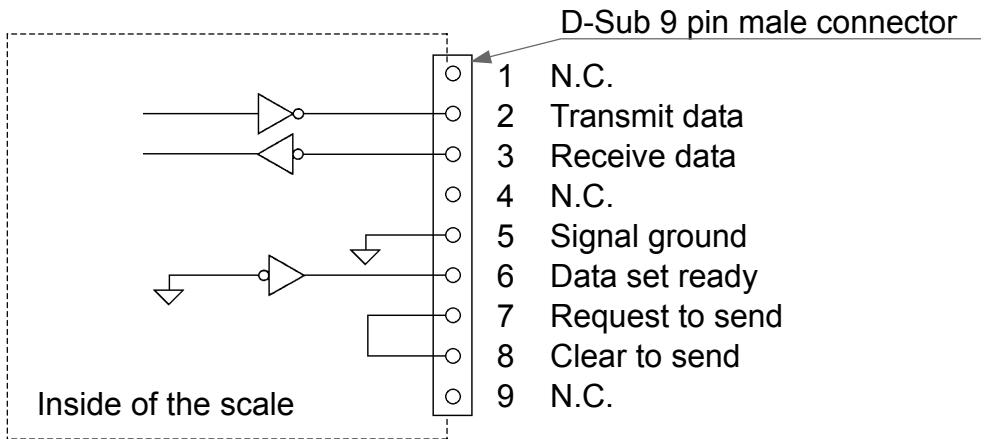 D-Sub 9 pin male connector
1 N.C.
2 Transmit data
3 Receive data
4 N.C.
5 Signal ground
6 Data set ready
7 Request to send
8 Clear to send
9 N.C.
Inside of the scale